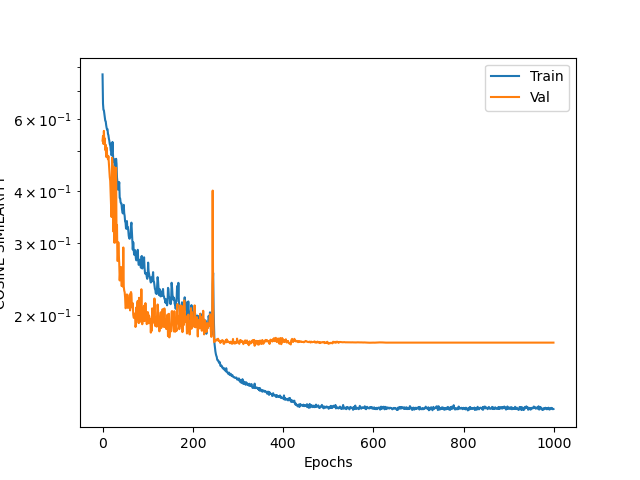 Train
Val
6 × 10⁻¹
4 × 10⁻¹
3 × 10⁻¹
2 × 10⁻¹
COSINE SIMILARITY
0 200 400 600 800 1000
Epochs